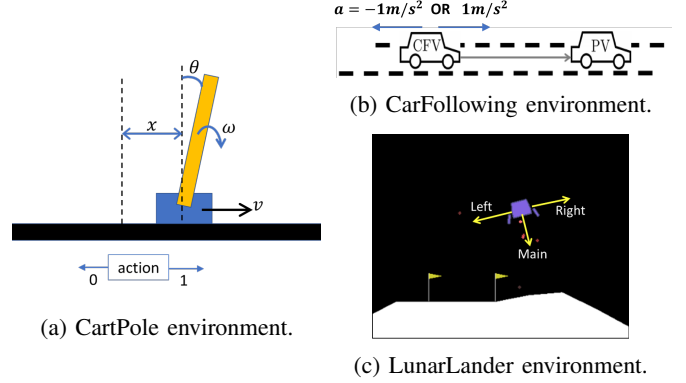 θ
x
ω
v
action
0
1
(a) CartPole environment.
a = −1m/s² OR 1m/s²
CFV
PV
(b) CarFollowing environment.
Left
Right
Main
(c) LunarLander environment.